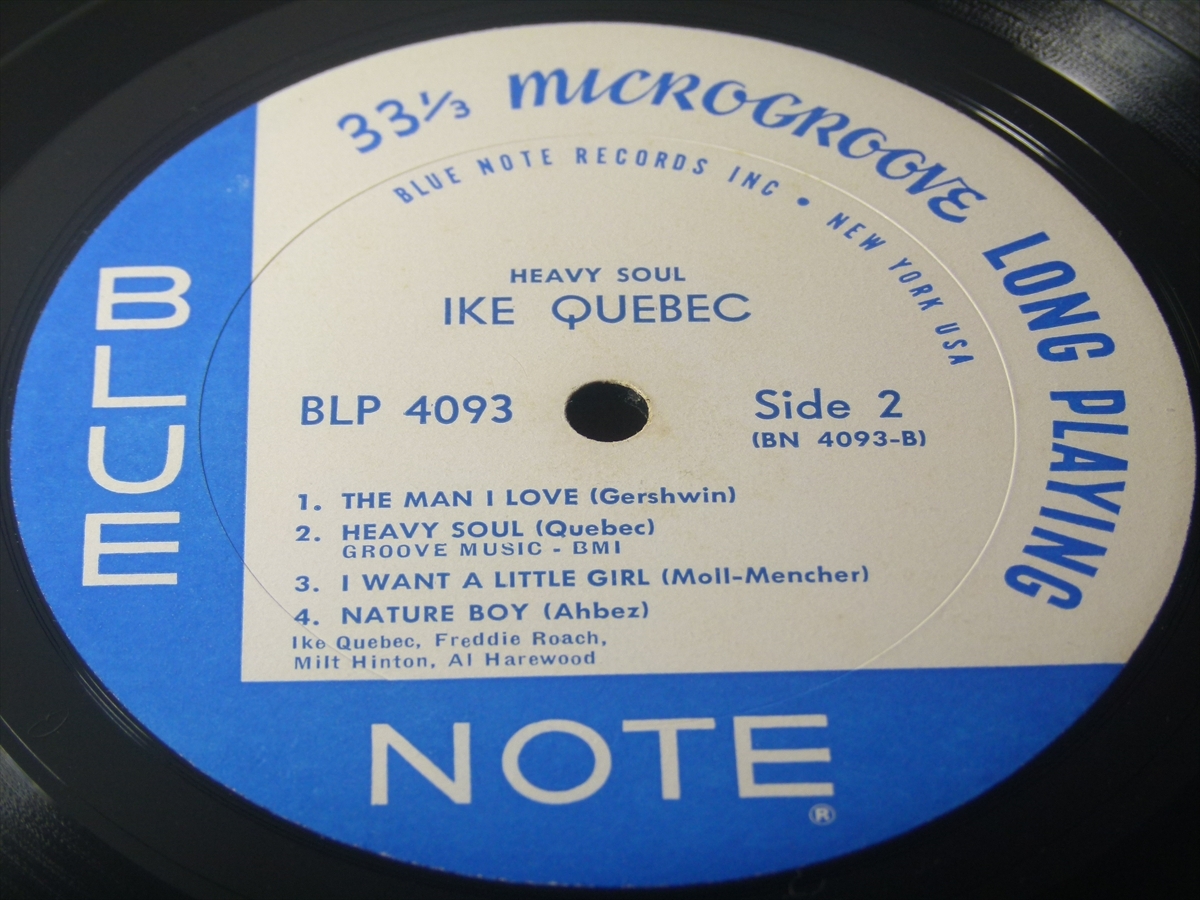 33⅓ MICROGROOVE LONG PLAYING
BLUE NOTE RECORDS INC • NEW YORK USA
HEAVY SOUL
IKE QUEBEC
BLP 4093
Side 2
(BN 4093-B)
1. THE MAN I LOVE (Gershwin)
2. HEAVY SOUL (Quebec)
GROOVE MUSIC - BMI
3. I WANT A LITTLE GIRL (Moll-Mencher)
4. NATURE BOY (Ahbez)
Ike Quebec, Freddie Roach,
Milt Hinton, Al Harewood
BLUE
NOTE
®